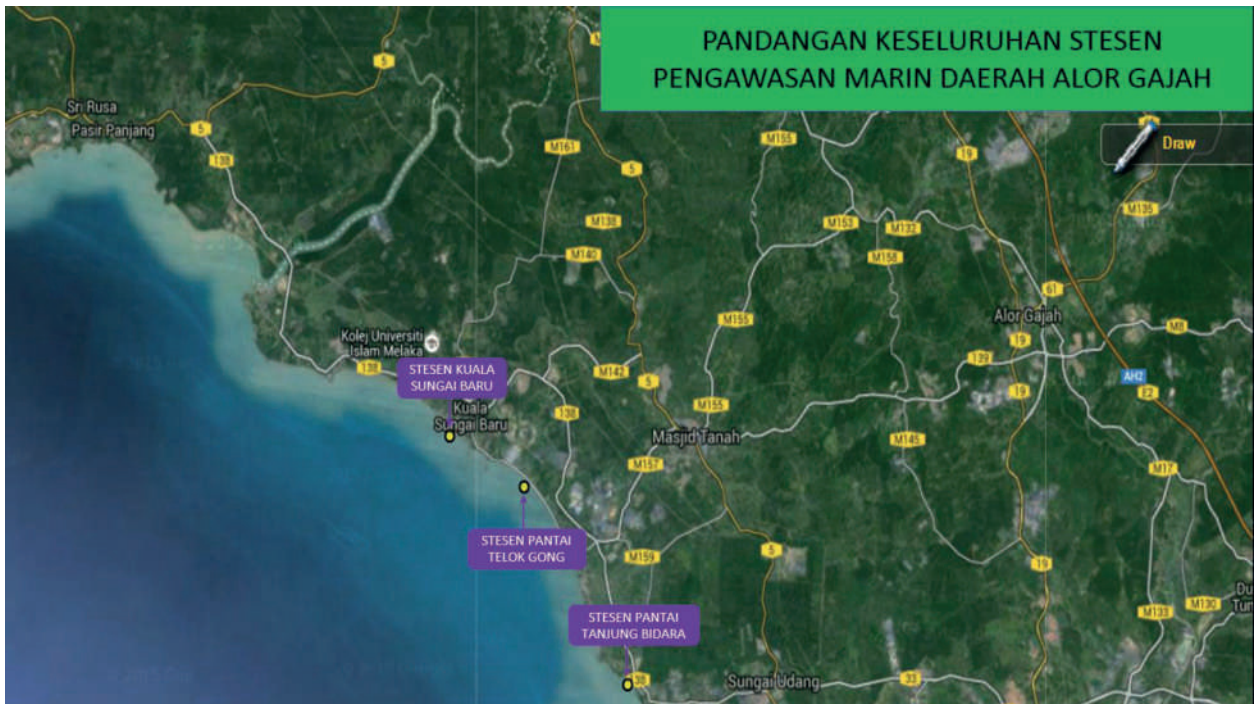 PANDANGAN KESELURUHAN STESEN
PENGAWASAN MARIN DAERAH ALOR GAJAH
Draw
Sri Rusa
Pasir Panjang
5
5
138
M161
5
M155
19
M135
M138
M140
M153
M132
M158
61
Alor Gajah
M155
M8
19
139
Kolej Universiti
Islam Melaka
138
STESEN KUALA
SUNGAI BARU
M142
5
AH2
E2
19
M155
Kuala
Sungai Baru
138
Masjid Tanah
M145
M157
M17
STESEN PANTAI
TELOK GONG
M159
5
19
M133
M130
STESEN PANTAI
TANJUNG BIDARA
138
Sungai Udang
33